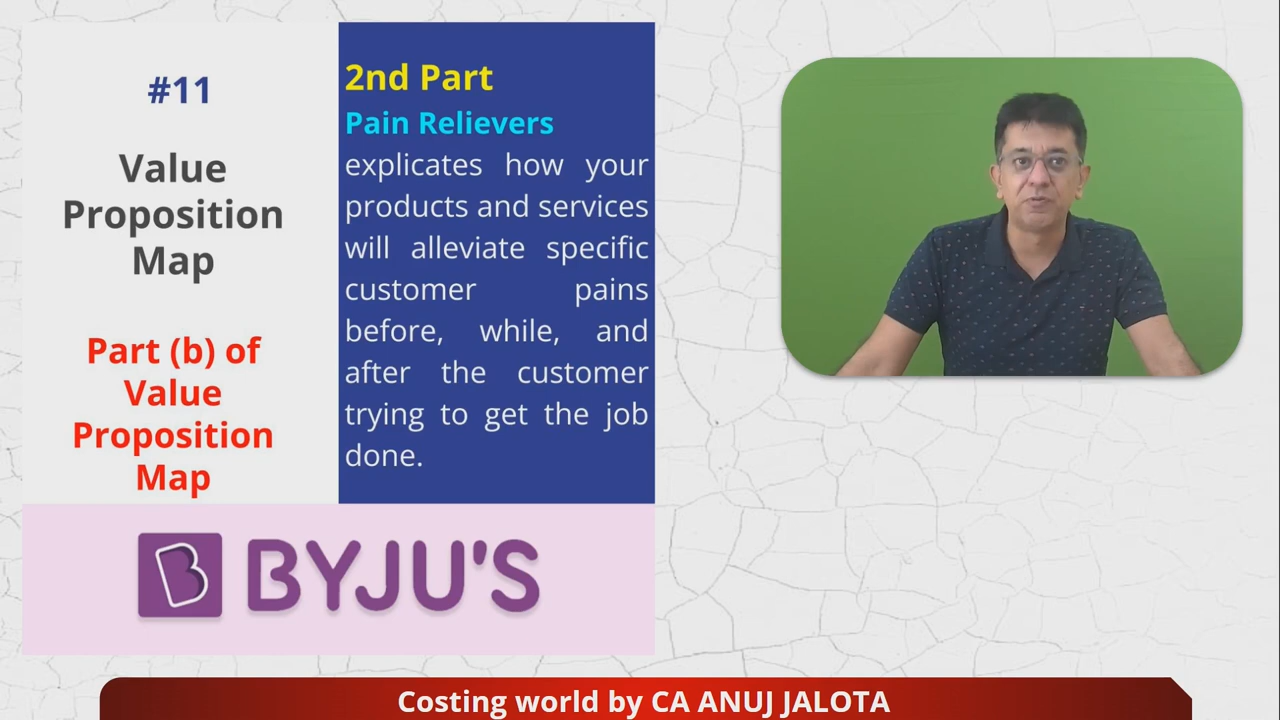 #11
Value
Proposition
Map
Part (b) of
Value
Proposition
Map
2nd Part
Pain Relievers
explicates how your
products and services
will alleviate specific
customer pains
before, while, and
after the customer
trying to get the job
done.
BYJU'S
Costing world by CA ANUJ JALOTA